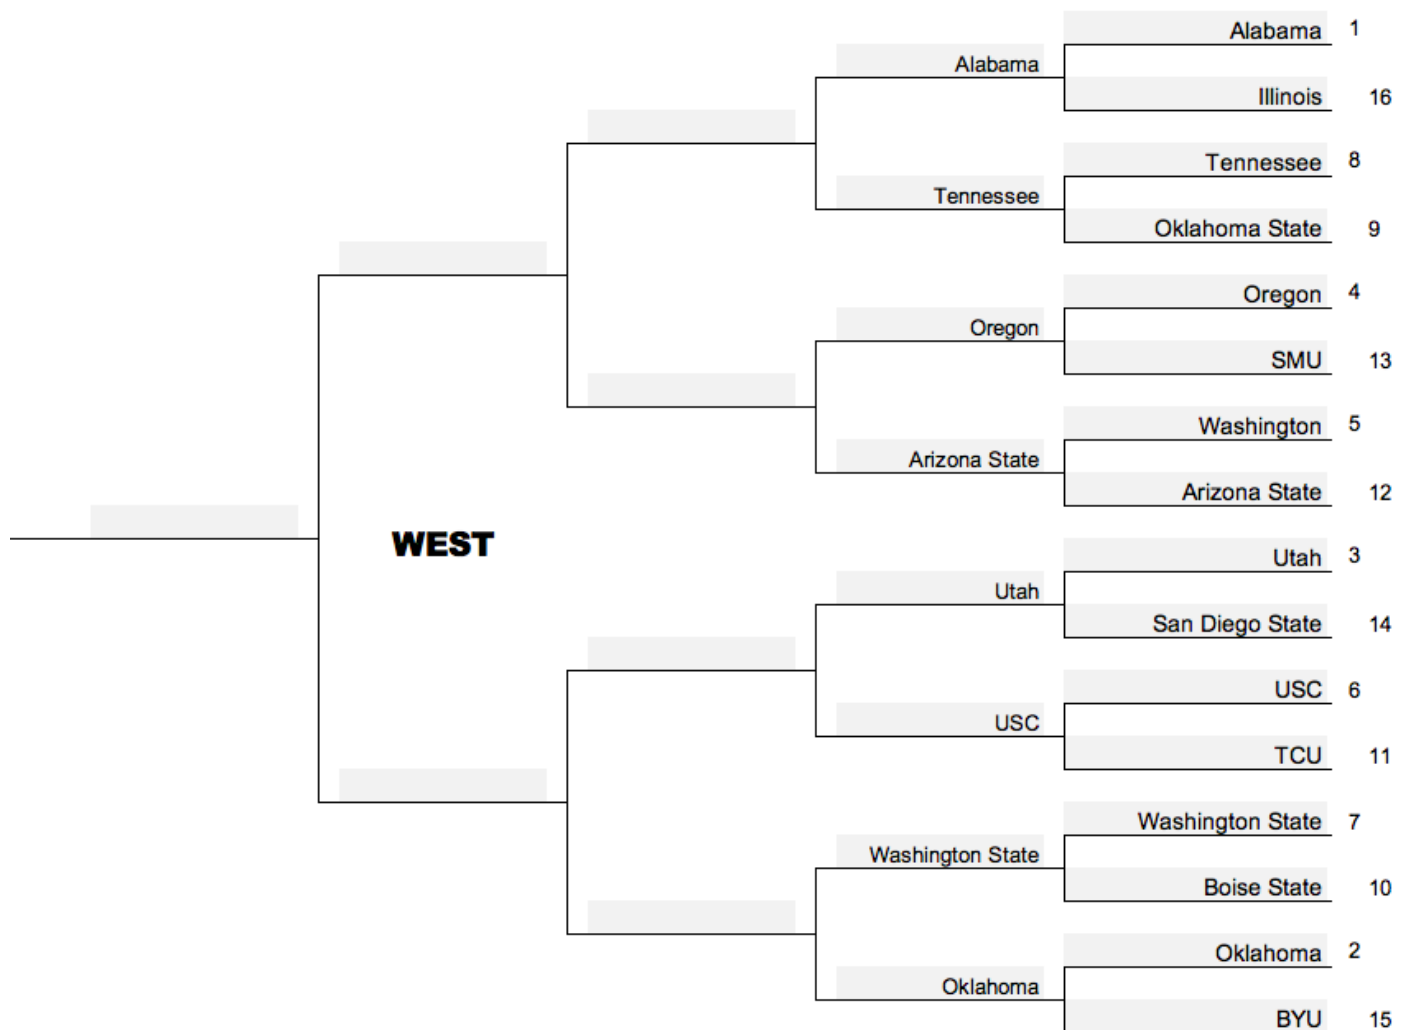 Alabama 1
Alabama
Illinois 16
Tennessee 8
Tennessee
Oklahoma State 9
Oregon 4
Oregon
SMU 13
Washington 5
Arizona State
Arizona State 12
WEST
Utah 3
Utah
San Diego State 14
USC 6
USC
TCU 11
Washington State 7
Washington State
Boise State 10
Oklahoma 2
Oklahoma
BYU 15